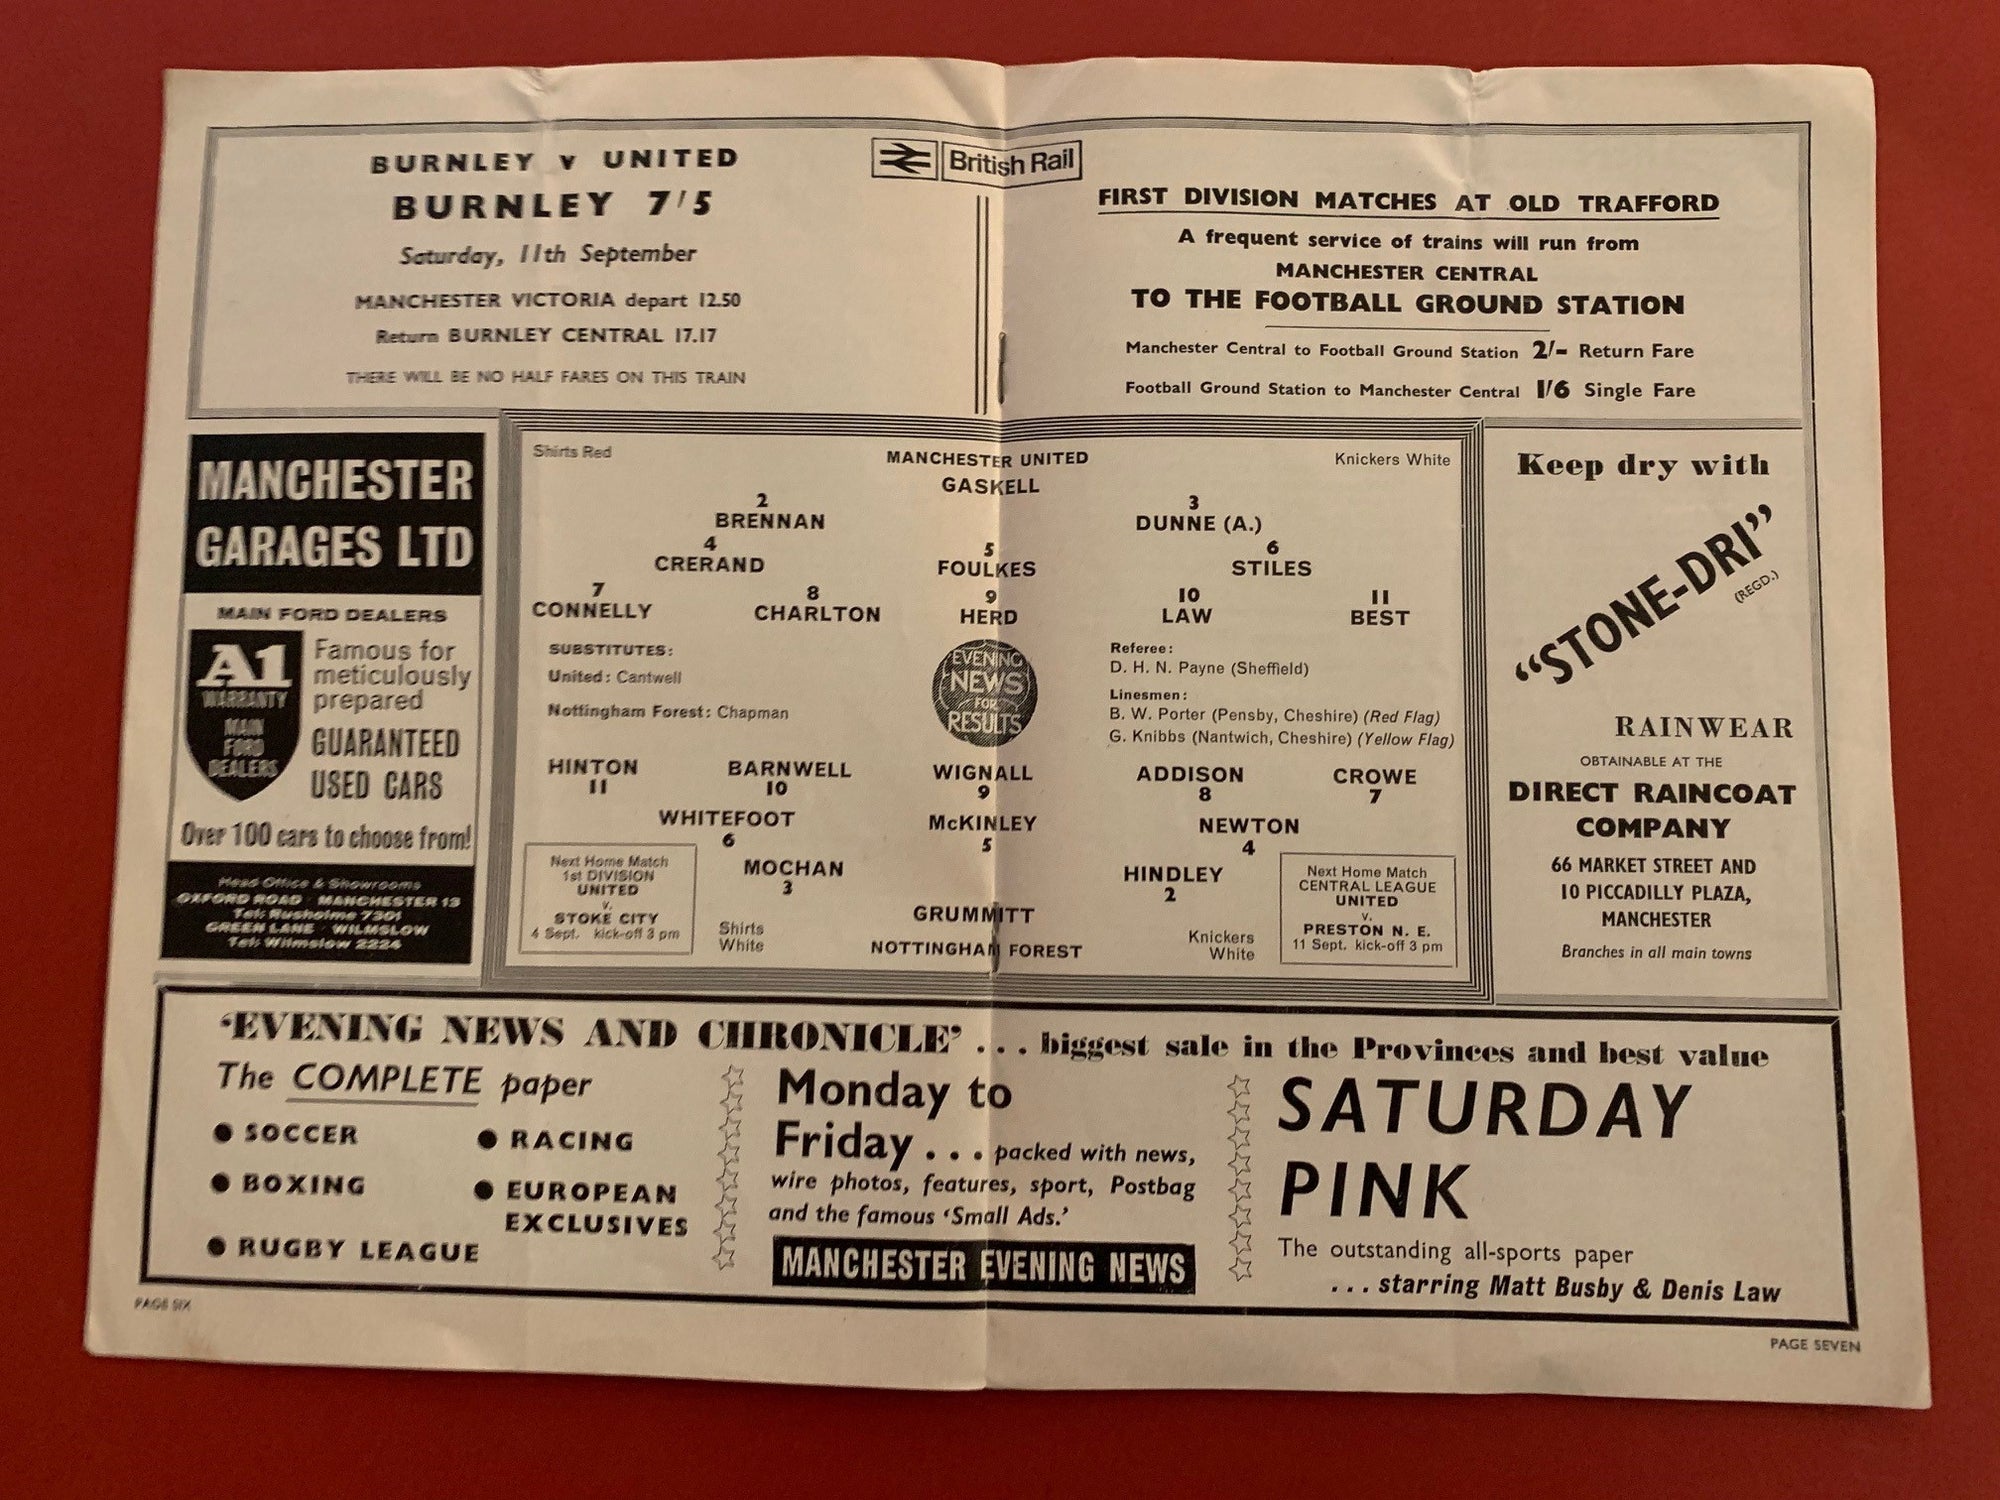 BURNLEY v UNITED
BURNLEY 7/5
Saturday, 11th September
MANCHESTER VICTORIA depart 12.50
Return BURNLEY CENTRAL 17.17
THERE WILL BE NO HALF FARES ON THIS TRAIN
British Rail
FIRST DIVISION MATCHES AT OLD TRAFFORD
A frequent service of trains will run from
MANCHESTER CENTRAL
TO THE FOOTBALL GROUND STATION
Manchester Central to Football Ground Station 2/- Return Fare
Football Ground Station to Manchester Central 1/6 Single Fare
MANCHESTER
GARAGES LTD
MAIN FORD DEALERS
A1
WARRANTY
MAIN
FORD
DEALERS
Famous for
meticulously
prepared
GUARANTEED
USED CARS
Over 100 cars to choose from!
Head Office & Showrooms
OXFORD ROAD · MANCHESTER 13
Tel: Rusholme 7301
GREEN LANE · WILMSLOW
Tel: Wilmslow 2224
Shirts Red
MANCHESTER UNITED
Knickers White
GASKELL
2
BRENNAN
3
DUNNE (A.)
4
CRERAND
5
FOULKES
6
STILES
7
CONNELLY
8
CHARLTON
9
HERD
10
LAW
11
BEST
SUBSTITUTES:
United: Cantwell
Nottingham Forest: Chapman
EVENING
NEWS
FOR
RESULTS
Referee:
D. H. N. Payne (Sheffield)
Linesmen:
B. W. Porter (Pensby, Cheshire) (Red Flag)
G. Knibbs (Nantwich, Cheshire) (Yellow Flag)
HINTON
11
BARNWELL
10
WIGNALL
9
ADDISON
8
CROWE
7
WHITEFOOT
6
McKINLEY
5
NEWTON
4
MOCHAN
3
HINDLEY
2
GRUMMITT
Shirts
White
NOTTINGHAM FOREST
Knickers
White
Next Home Match
1st DIVISION
UNITED
v.
STOKE CITY
4 Sept. kick-off 3 pm
Next Home Match
CENTRAL LEAGUE
UNITED
v.
PRESTON N. E.
11 Sept. kick-off 3 pm
Keep dry with
"STONE-DRI"
(REGD.)
RAINWEAR
OBTAINABLE AT THE
DIRECT RAINCOAT
COMPANY
66 MARKET STREET AND
10 PICCADILLY PLAZA,
MANCHESTER
Branches in all main towns
'EVENING NEWS AND CHRONICLE' . . . biggest sale in the Provinces and best value
The COMPLETE paper
● SOCCER
● RACING
● BOXING
● EUROPEAN
EXCLUSIVES
● RUGBY LEAGUE
Monday to
Friday . . . packed with news,
wire photos, features, sport, Postbag
and the famous 'Small Ads.'
MANCHESTER EVENING NEWS
SATURDAY
PINK
The outstanding all-sports paper
. . . starring Matt Busby & Denis Law
PAGE SIX
PAGE SEVEN